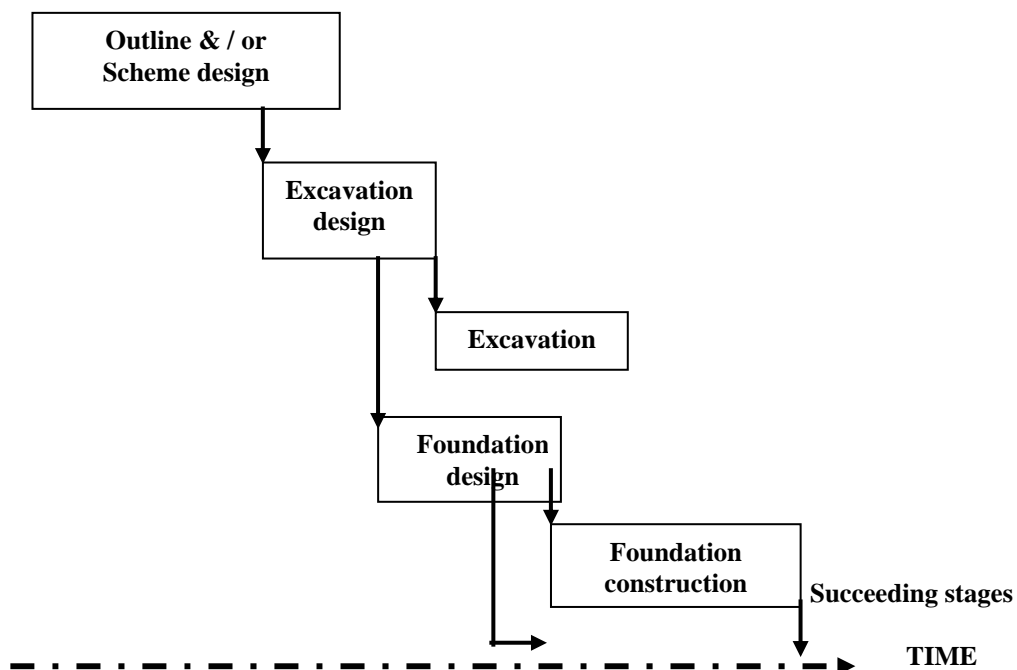 Outline & / or
Scheme design
Excavation
design
Excavation
Foundation
design
Foundation
construction
Succeeding stages
TIME